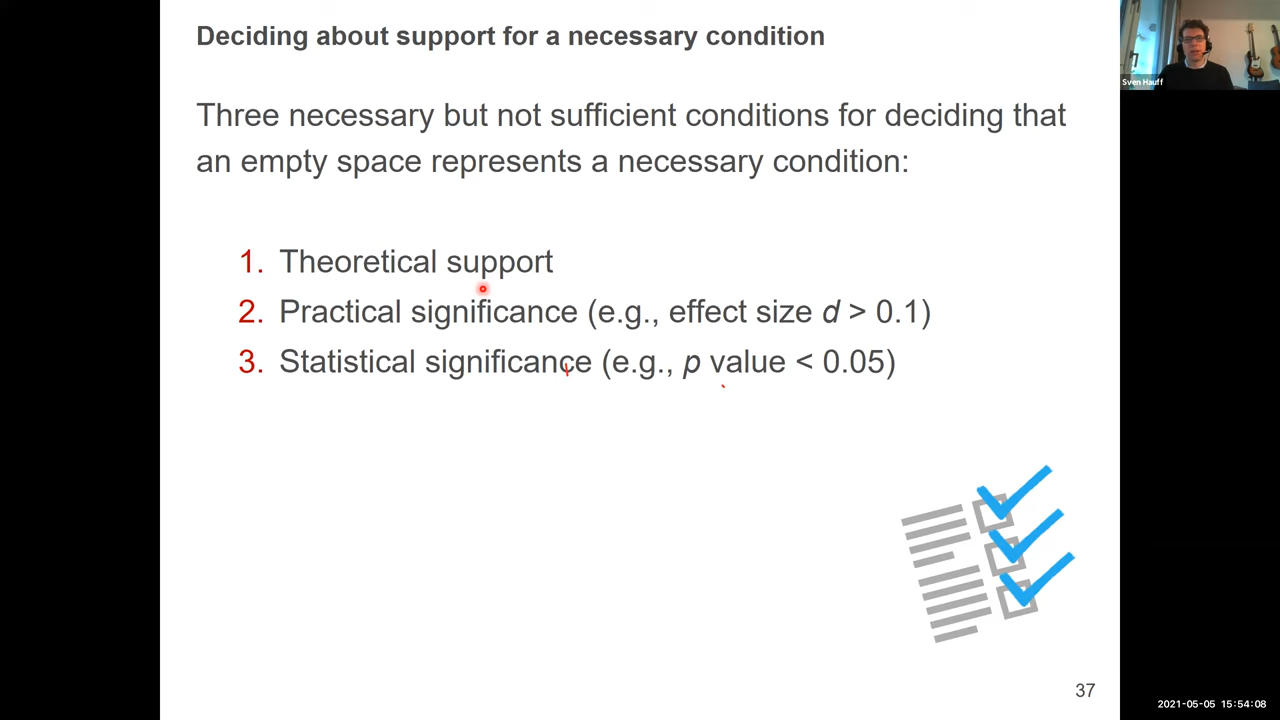 Deciding about support for a necessary condition
Sven Hauff
Three necessary but not sufficient conditions for deciding that
an empty space represents a necessary condition:
1. Theoretical support
2. Practical significance (e.g., effect size d > 0.1)
3. Statistical significance (e.g., p value < 0.05)
37
2021-05-05 15:54:08